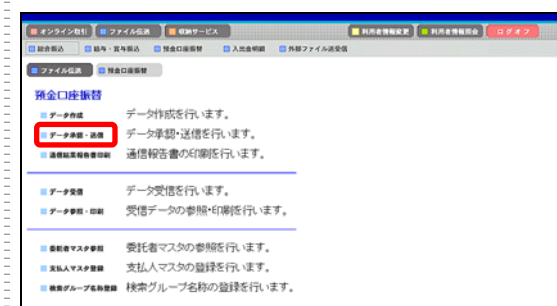 オンライン取引 ファイル伝送 収納サービス 利用者情報変更 利用者情報照会 ログオフ
総合振込 給与・賞与振込 預金口座振替 入出金明細 外部ファイル送受信
ファイル伝送 預金口座振替
預金口座振替
データ作成 データ作成を行います。
データ承認・送信 データ承認・送信を行います。
通信結果報告書印刷 通信報告書の印刷を行います。
データ受信 データ受信を行います。
データ参照・印刷 受信データの参照・印刷を行います。
委託者マスタ参照 委託者マスタの参照を行います。
支払人マスタ登録 支払人マスタの登録を行います。
検索グループ名称登録 検索グループ名称の登録を行います。